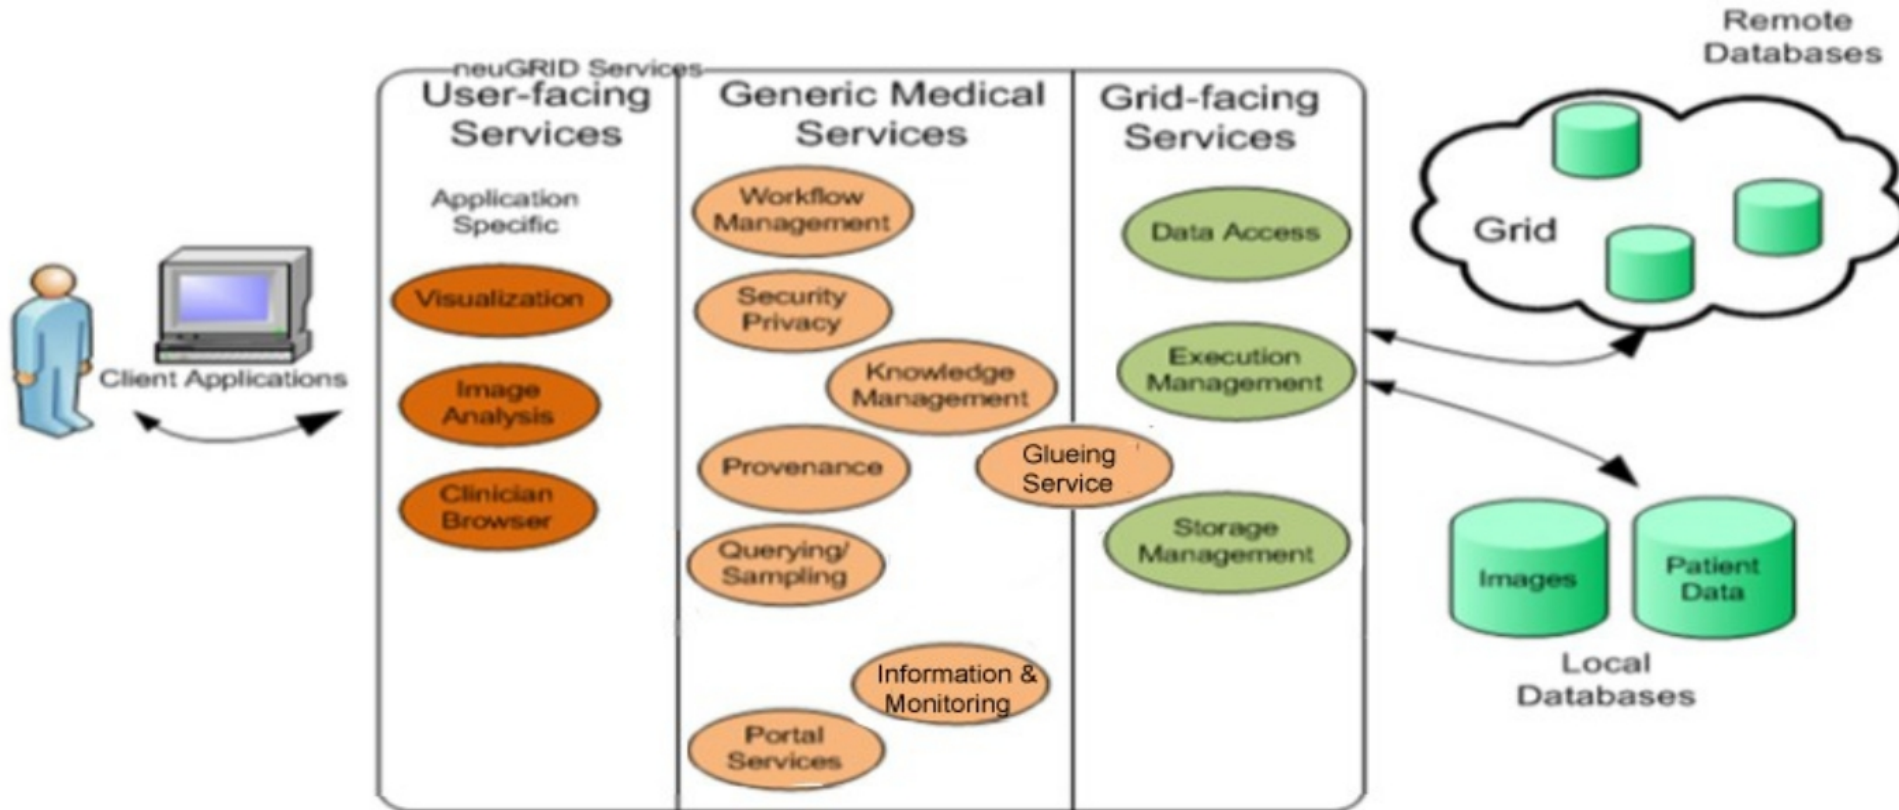 Remote
Databases
neuGRID Services
User-facing
Services
Generic Medical
Services
Grid-facing
Services
Application
Specific
Visualization
Image
Analysis
Clinician
Browser
Client Applications
Workflow
Management
Security
Privacy
Knowledge
Management
Provenance
Glueing
Service
Querying/
Sampling
Information &
Monitoring
Portal
Services
Data Access
Execution
Management
Storage
Management
Grid
Images
Patient
Data
Local
Databases